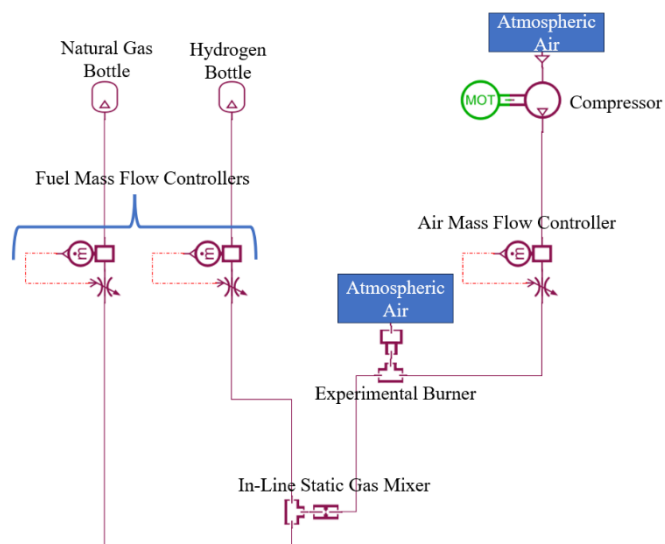 Natural Gas
Bottle
Hydrogen
Bottle
Atmospheric
Air
MOT
Compressor
Fuel Mass Flow Controllers
Air Mass Flow Controller
ṁ
ṁ
ṁ
Atmospheric
Air
Experimental Burner
In-Line Static Gas Mixer